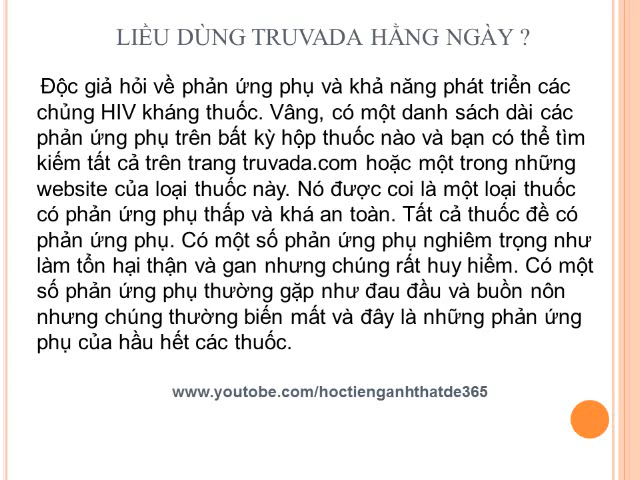 LIỀU DÙNG TRUVADA HẰNG NGÀY ?
Độc giả hỏi về phản ứng phụ và khả năng phát triển các
chủng HIV kháng thuốc. Vâng, có một danh sách dài các
phản ứng phụ trên bất kỳ hộp thuốc nào và bạn có thể tìm
kiếm tất cả trên trang truvada.com hoặc một trong những
website của loại thuốc này. Nó được coi là một loại thuốc
có phản ứng phụ thấp và khá an toàn. Tất cả thuốc đề có
phản ứng phụ. Có một số phản ứng phụ nghiêm trọng như
làm tổn hại thận và gan nhưng chúng rất huy hiểm. Có một
số phản ứng phụ thường gặp như đau đầu và buồn nôn
nhưng chúng thường biến mất và đây là những phản ứng
phụ của hầu hết các thuốc.
www.youtobe.com/hoctienganhthatde365